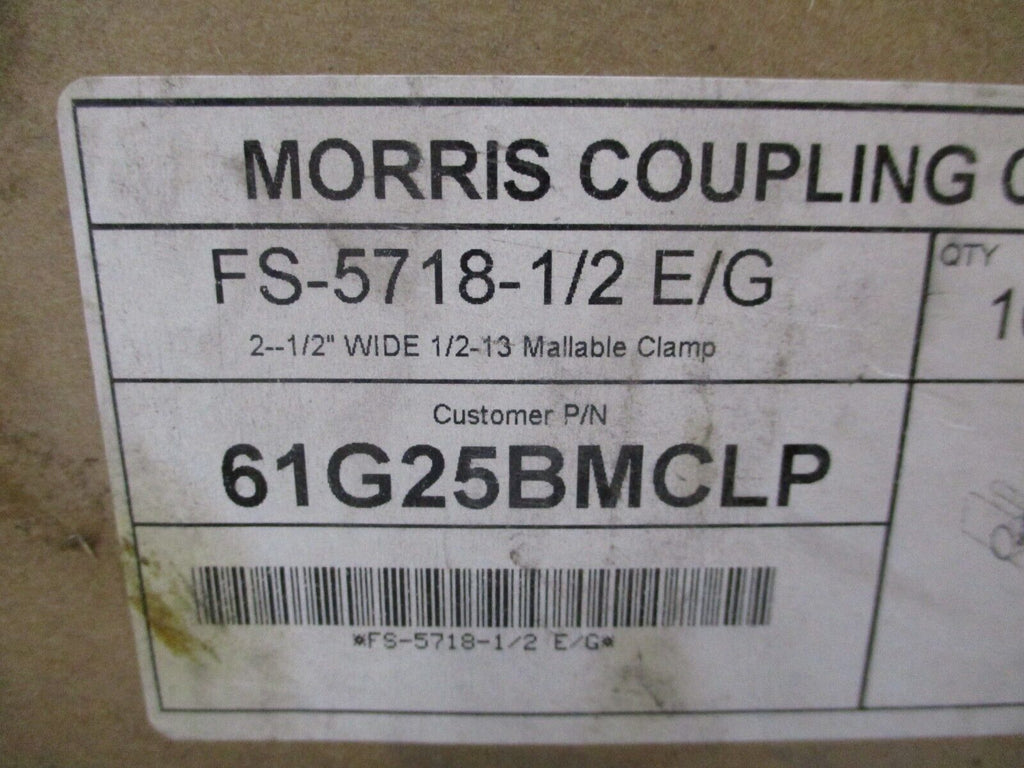 MORRIS COUPLING
FS-5718-1/2 E/G
QTY
2--1/2" WIDE 1/2-13 Mallable Clamp
Customer P/N
61G25BMCLP
*FS-5718-1/2 E/G*